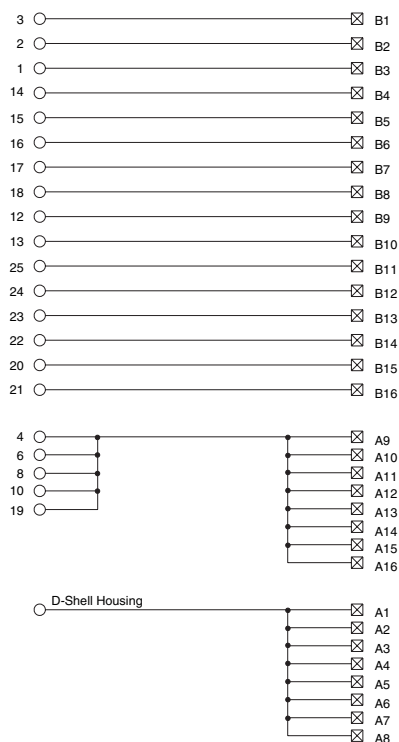 3 B1
2 B2
1 B3
14 B4
15 B5
16 B6
17 B7
18 B8
12 B9
13 B10
25 B11
24 B12
23 B13
22 B14
20 B15
21 B16
4 A9
6 A10
8 A11
10 A12
19 A13
A14
A15
A16
D-Shell Housing
A1
A2
A3
A4
A5
A6
A7
A8